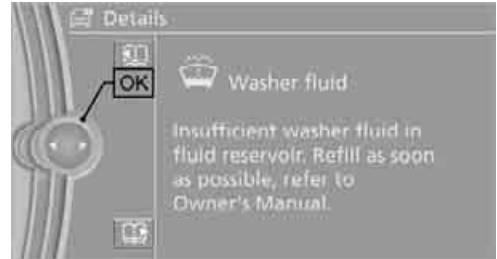 Details
OK
Washer fluid
Insufficient washer fluid in
fluid reservoir. Refill as soon
as possible, refer to
Owner's Manual.